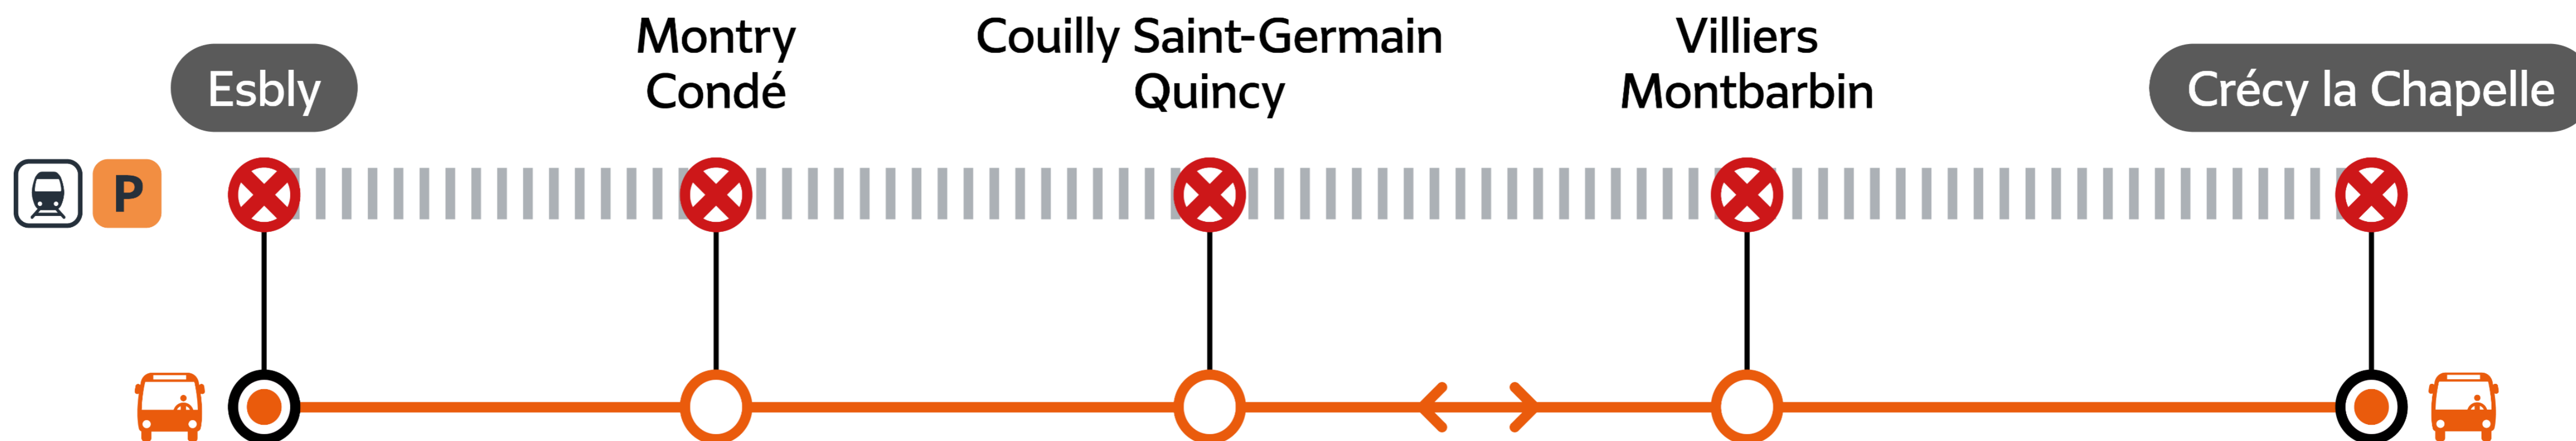 Esbly
Montry
Condé
Couilly Saint-Germain
Quincy
Villiers
Montbarbin
Crécy la Chapelle
P